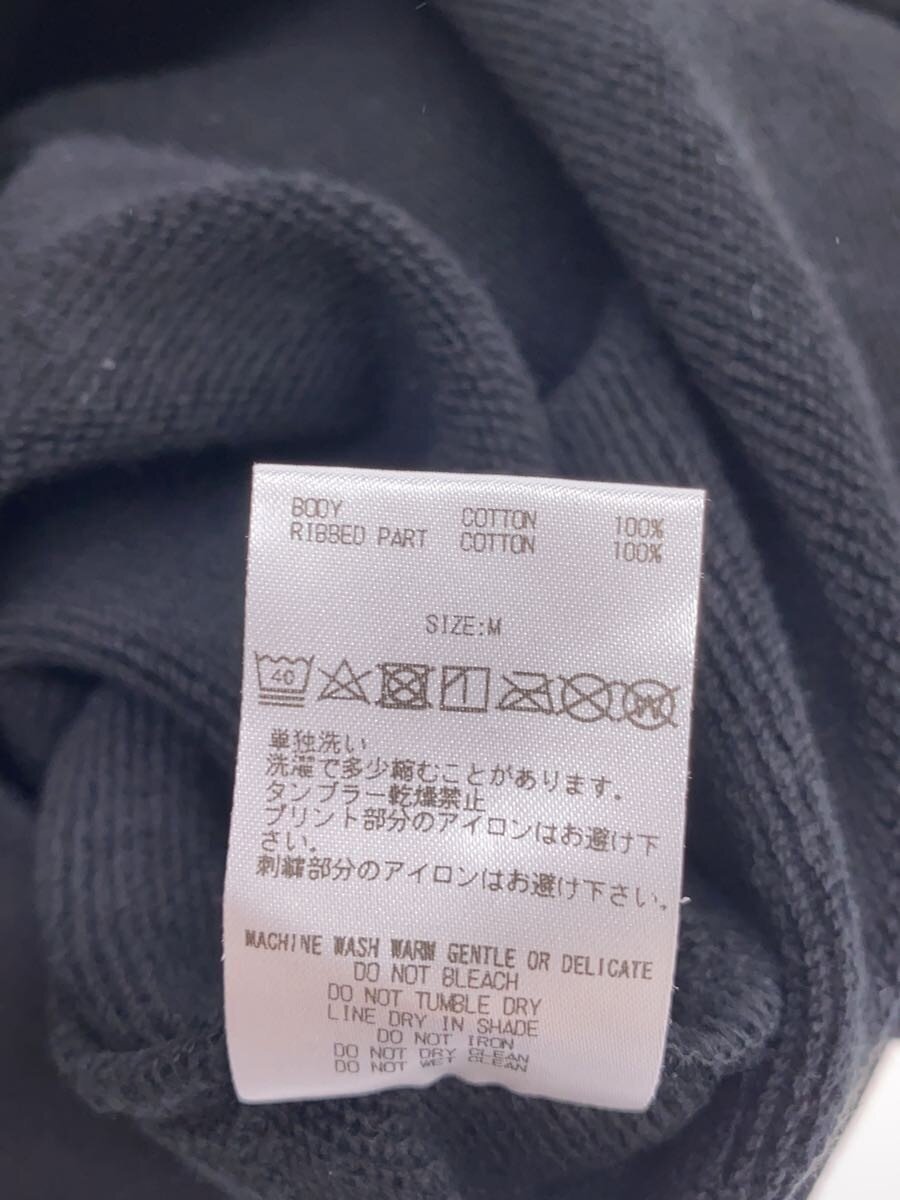 BODY COTTON 100%
RIBBED PART COTTON 100%
SIZE:M
40
単独洗い
洗濯で多少縮むことがあります。
タンブラー乾燥禁止
プリント部分のアイロンはお避け下
さい。
刺繍部分のアイロンはお避け下さい。
MACHINE WASH WARM GENTLE OR DELICATE
DO NOT BLEACH
DO NOT TUMBLE DRY
LINE DRY IN SHADE
DO NOT IRON
DO NOT DRY CLEAN
DO NOT WET CLEAN